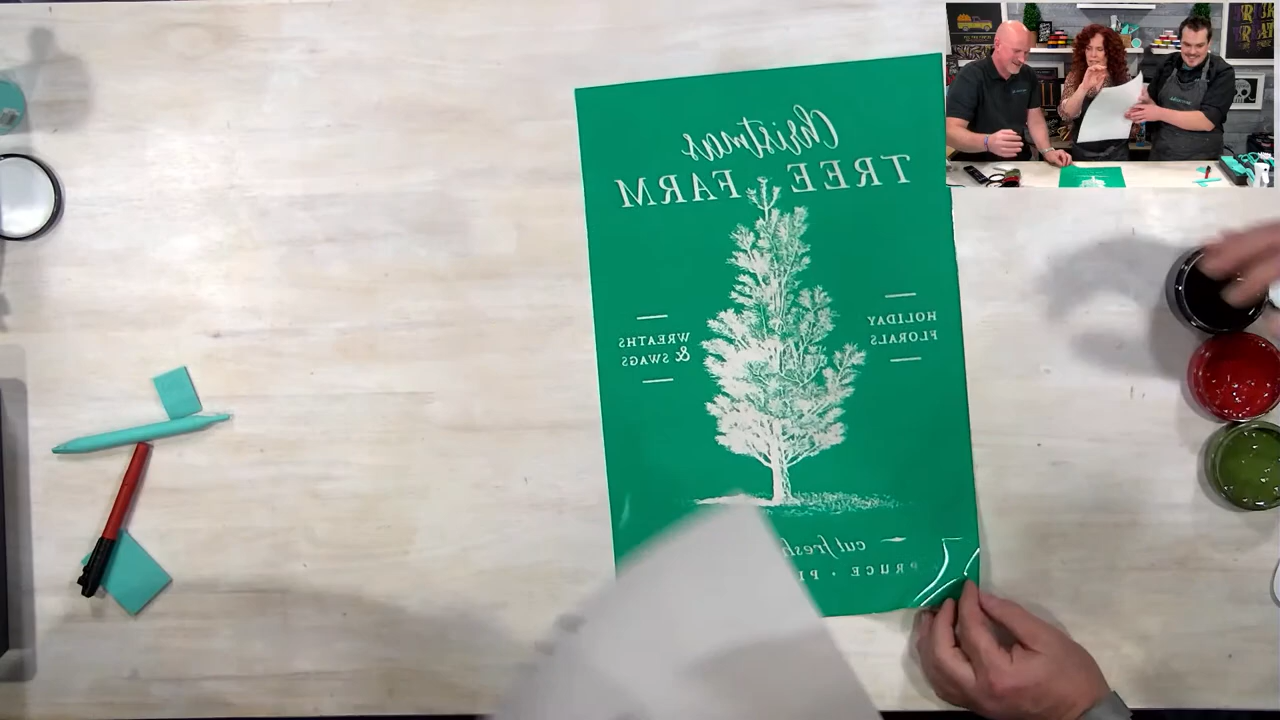 Christmas
TREE FARM
HOLIDAY
FLORALS
WREATHS
& SWAGS
cut fresh